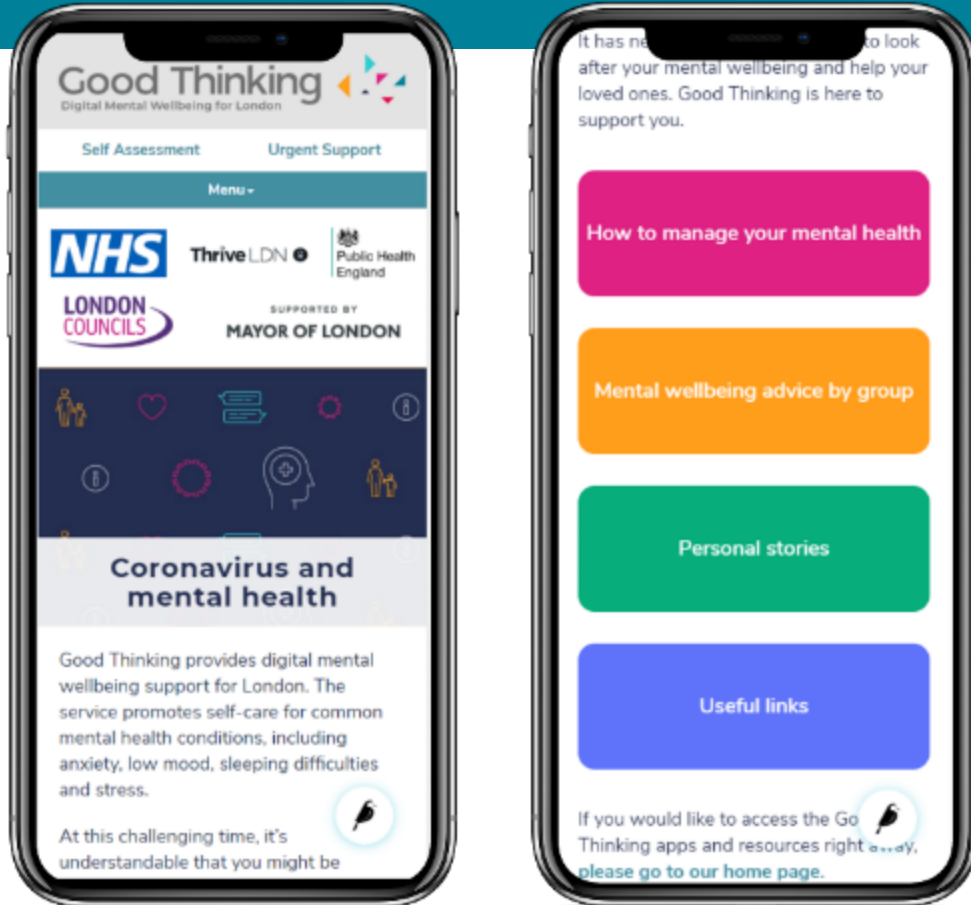 Good Thinking
Digital Mental Wellbeing for London
Self Assessment Urgent Support
Menu
NHS
Thrive LDN
Public Health
England
LONDON
COUNCILS
SUPPORTED BY
MAYOR OF LONDON
Coronavirus and
mental health
Good Thinking provides digital mental
wellbeing support for London. The
service promotes self-care for common
mental health conditions, including
anxiety, low mood, sleeping difficulties
and stress.
At this challenging time, it's
understandable that you might be
It has to look
after your mental wellbeing and help your
loved ones. Good Thinking is here to
support you.
How to manage your mental health
Mental wellbeing advice by group
Personal stories
Useful links
If you would like to access the
Thinking apps and resources right away,
please go to our home page.